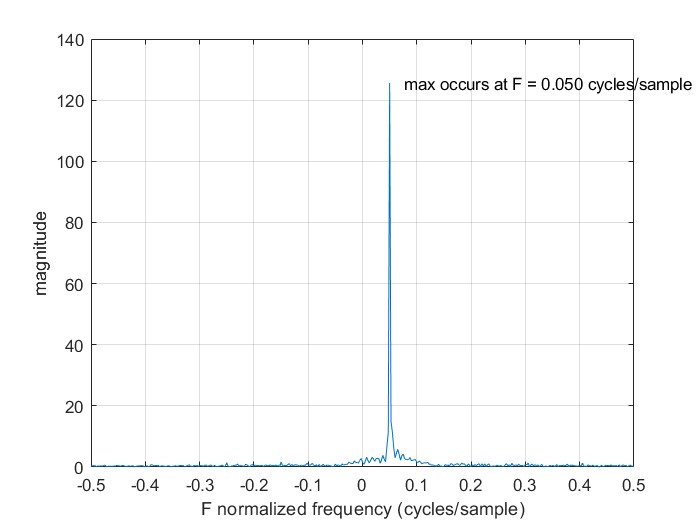 140
max occurs at F = 0.050 cycles/sample
120
100
80
60
40
20
0
magnitude
-0.5 -0.4 -0.3 -0.2 -0.1 0 0.1 0.2 0.3 0.4 0.5
F normalized frequency (cycles/sample)